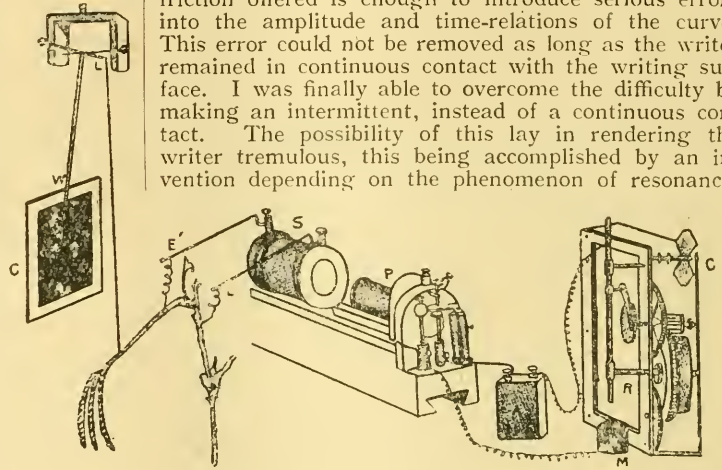 friction offered is enough to introduce serious error
into the amplitude and time-relations of the curv
This error could not be removed as long as the write
remained in continuous contact with the writing su
face. I was finally able to overcome the difficulty b
making an intermittent, instead of a continuous con
tact. The possibility of this lay in rendering th
writer tremulous, this being accomplished by an in
vention depending on the phenomenon of resonanc
L
W
C
E'
S
P
C
R
M